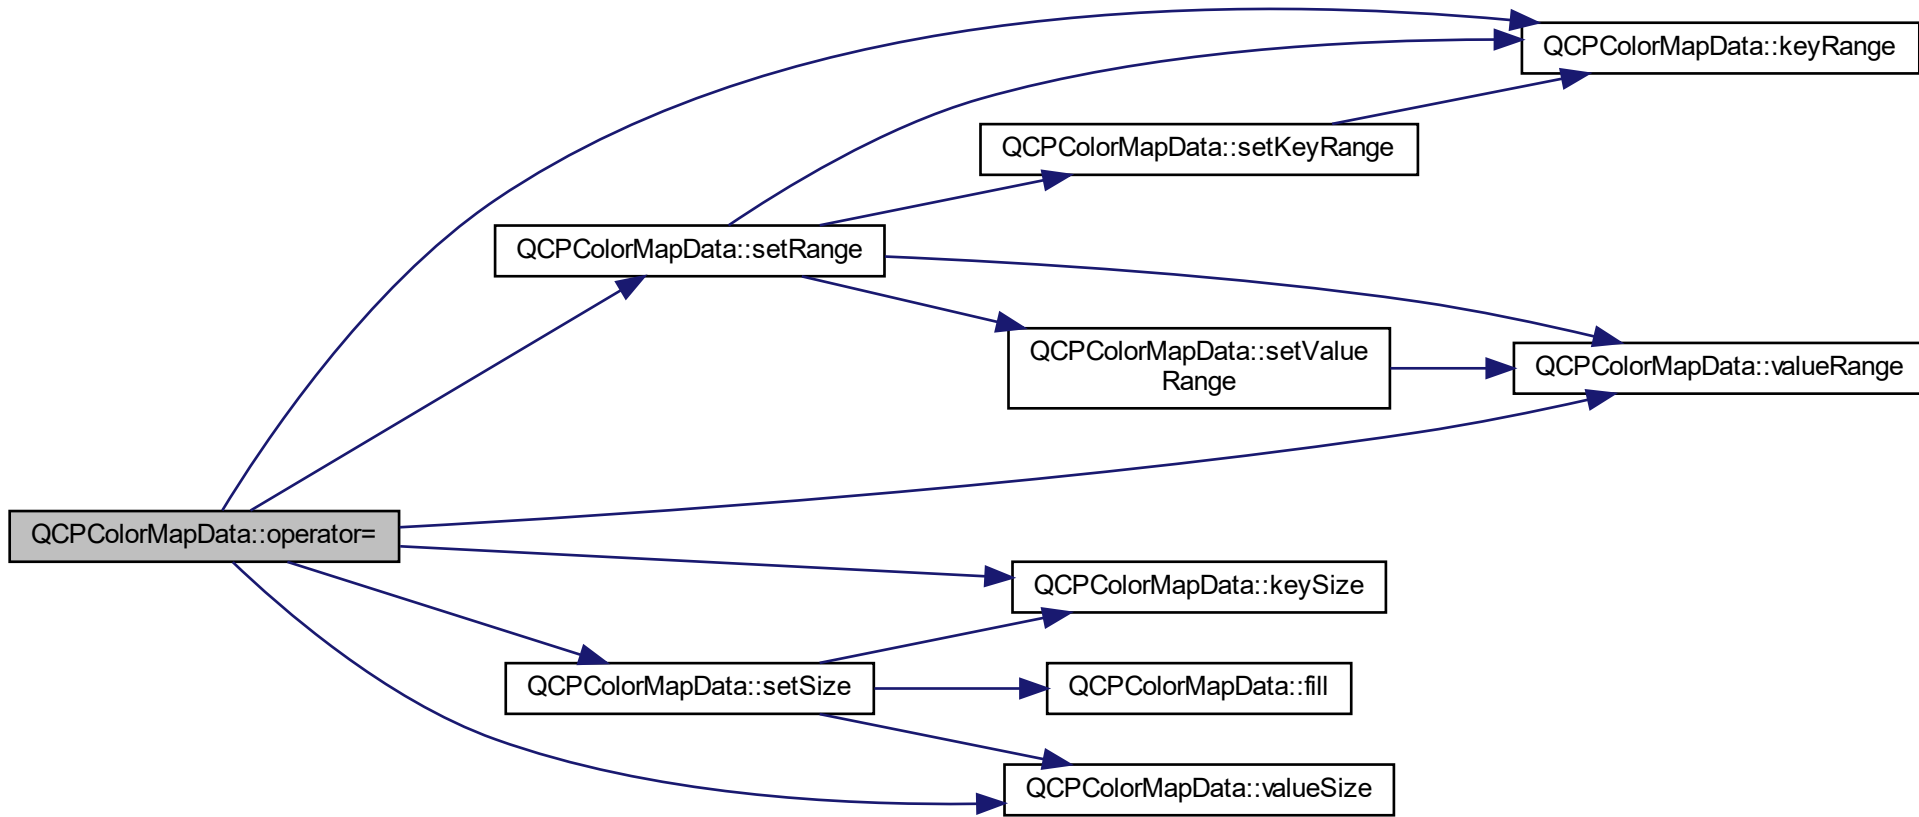 QCPColorMapData::keyRange
QCPColorMapData::setKeyRange
QCPColorMapData::setRange
QCPColorMapData::setValue
Range
QCPColorMapData::valueRange
QCPColorMapData::operator=
QCPColorMapData::keySize
QCPColorMapData::setSize
QCPColorMapData::fill
QCPColorMapData::valueSize